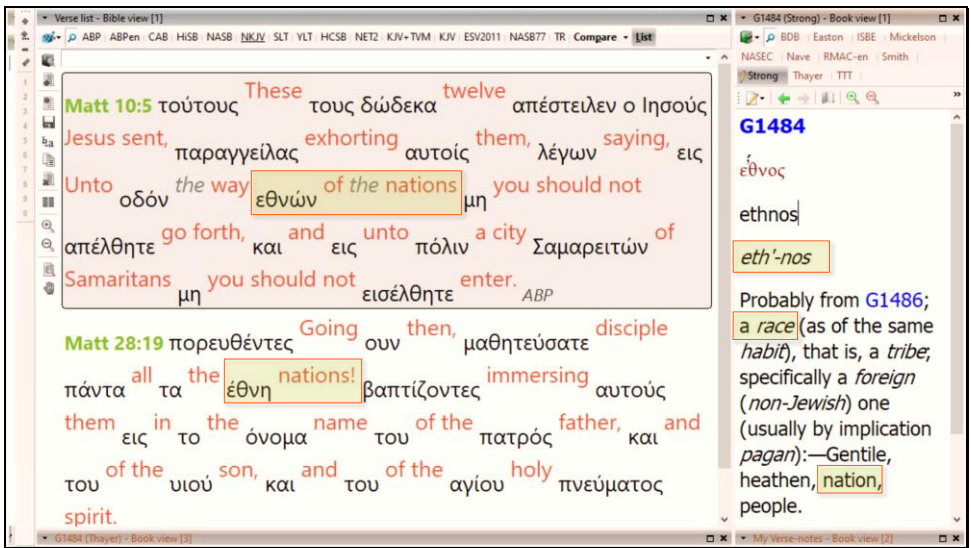 Verse list - Bible view [1]
ABP ABPen CAB HiSB NASB NKJV SLT YLT HCSB NET2 KJV+TVM KJV ESV2011 NASB77 TR Compare List
Matt 10:5 τούτους These τους δώδεκα twelve απέστειλεν ο Ιησούς
Jesus sent, παραγγείλας exhorting αυτοίς them, λέγων saying, εις
Unto οδόν the way εθνών of the nations μη you should not
απέλθητε go forth, και and εις unto πόλιν a city Σαμαρειτών of
Samaritans μη you should not εισέλθητε enter. ABP
Matt 28:19 πορευθέντες Going ουν then, μαθητεύσατε disciple
πάντα all τα the έθνη nations! βαπτίζοντες immersing αυτούς
them εις in το the όνομα name του of the πατρός father, και and
του of the υιού son, και and του of the αγίου holy πνεύματος
spirit.
G1484 (Thayer) - Book view [3]
G1484 (Strong) - Book view [1]
BDB Easton ISBE Mickelson
NASEC Nave RMAC-en Smith
Strong Thayer TTT
G1484
ἔθνος
ethnos
eth'-nos
Probably from G1486;
a race (as of the same
habit), that is, a tribe;
specifically a foreign
(non-Jewish) one
(usually by implication
pagan):—Gentile,
heathen, nation,
people.
My Verse-notes - Book view [2]